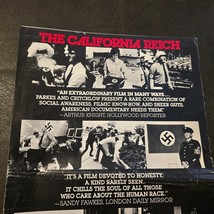 THE CALIFORNIA REICH
"AN EXTRAORDINARY FILM IN MANY WAYS...
PARKES AND CRITCHLOW PRESENT A RARE COMBINATION OF
SOCIAL AWARENESS, FILMIC KNOW-HOW AND SHEER GUTS.
AMERICAN DOCUMENTARY NEEDS THEM."
—ARTHUR KNIGHT, HOLLYWOOD REPORTER
"IT'S A FILM DEVOTED TO HONESTY,
A KIND RARELY SEEN.
IT CHILLS THE SOUL OF ALL THOSE
WHO CARE ABOUT THE HUMAN RACE."
—SANDY FAWKES, LONDON DAILY MIRROR